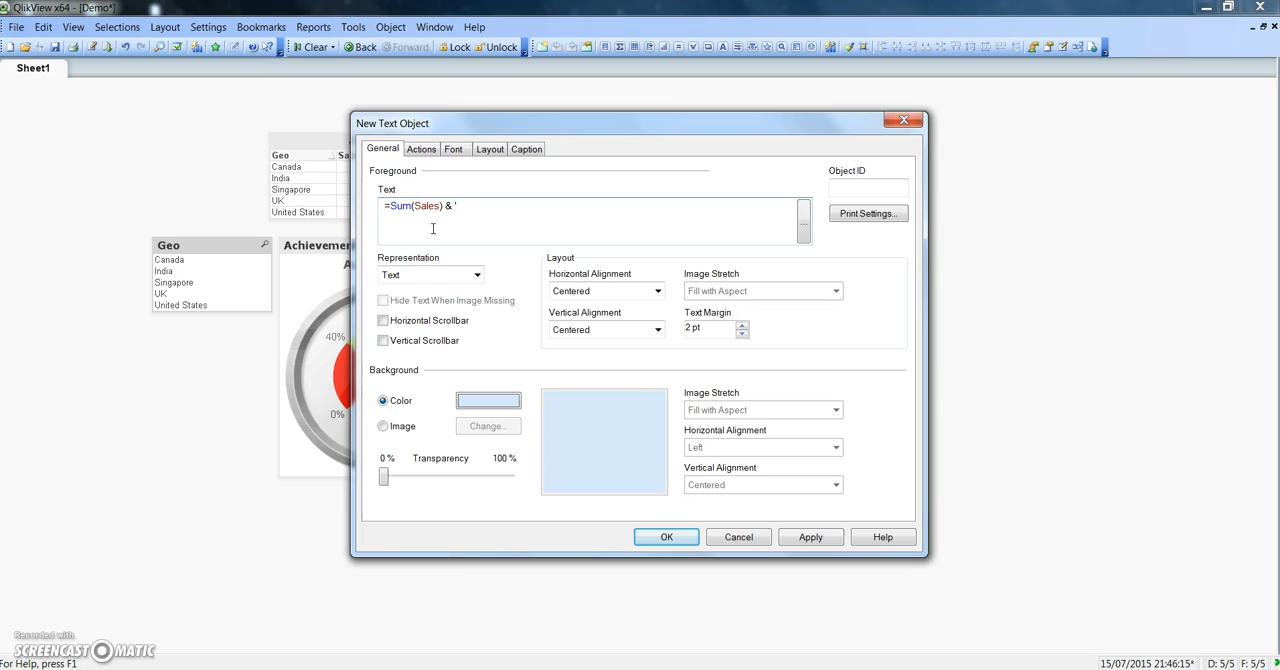 QlikView x64 - [Demo*]
File Edit View Selections Layout Settings Bookmarks Reports Tools Object Window Help
Clear Back Forward Lock Unlock
Sheet1
New Text Object
General Actions Font Layout Caption
Foreground
Object ID
Text
=Sum(Sales) & '
...
Print Settings...
Representation
Text
Hide Text When Image Missing
Horizontal Scrollbar
Vertical Scrollbar
Layout
Horizontal Alignment
Centered
Image Stretch
Fill with Aspect
Vertical Alignment
Centered
Text Margin
2 pt
Background
Color
Image
Change...
0 % Transparency 100 %
Image Stretch
Fill with Aspect
Horizontal Alignment
Left
Vertical Alignment
Centered
OK Cancel Apply Help
Geo Sa
Canada
India
Singapore
UK
United States
Geo
Canada
India
Singapore
UK
United States
Achievemen
A
40%
0%
Recorded with
SCREENCAST MATIC
For Help, press F1
15/07/2015 21:46:15* D: 5/5 F: 5/5